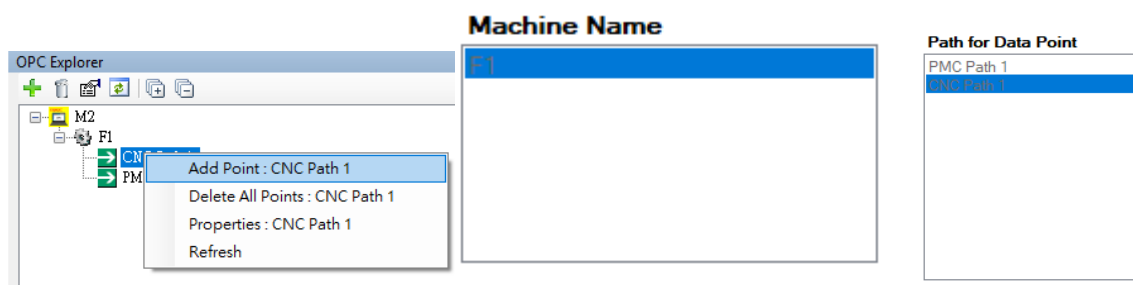 OPC Explorer
M2
F1
CN
PM
Add Point : CNC Path 1
Delete All Points : CNC Path 1
Properties : CNC Path 1
Refresh
Machine Name
F1
Path for Data Point
PMC Path 1
CNC Path 1